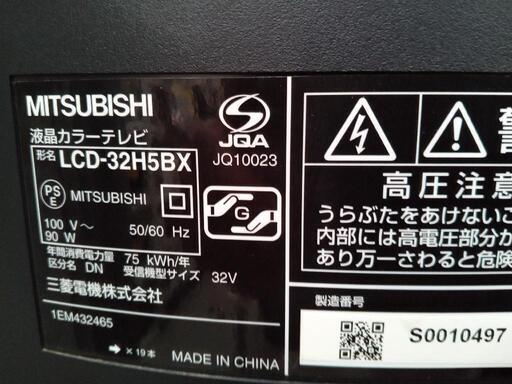 MITSUBISHI
JQA
JQ10023
液晶カラーテレビ
形名 LCD-32H5BX
PS
E
MITSUBISHI
100 V～ 50/60 Hz
90 W
G
年間消費電力量 75 kWh/年
区分名 DN 受信機型サイズ 32V
三菱電機株式会社
1EM432465
→ × 19本 MADE IN CHINA
高圧注意
うらぶたをあけないこ
内部には高電圧部分か
あり万一さわると危険
製造番号
S0010497